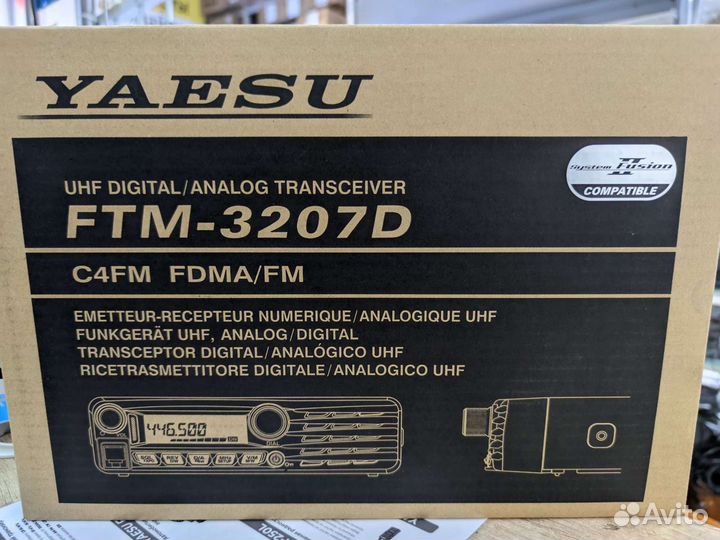 YAESU
System Fusion II
COMPATIBLE
UHF DIGITAL/ANALOG TRANSCEIVER
FTM-3207D
C4FM FDMA/FM
EMETTEUR-RECEPTEUR NUMERIQUE/ANALOGIQUE UHF
FUNKGERÄT UHF, ANALOG/DIGITAL
TRANSCEPTOR DIGITAL/ANALÓGICO UHF
RICETRASMETTITORE DIGITALE/ANALOGICO UHF
446.500
DIAL
Avito